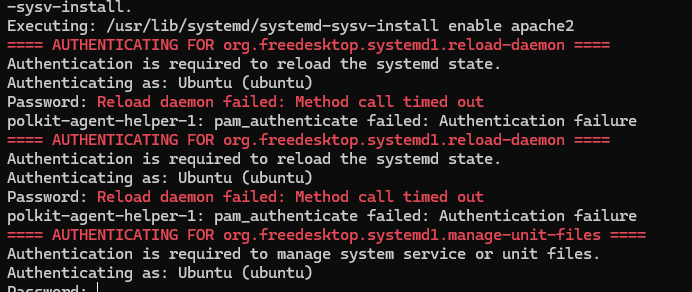 -sysv-install.
Executing: /usr/lib/systemd/systemd-sysv-install enable apache2
==== AUTHENTICATING FOR org.freedesktop.systemd1.reload-daemon ====
Authentication is required to reload the systemd state.
Authenticating as: Ubuntu (ubuntu)
Password: Reload daemon failed: Method call timed out
polkit-agent-helper-1: pam_authenticate failed: Authentication failure
==== AUTHENTICATING FOR org.freedesktop.systemd1.reload-daemon ====
Authentication is required to reload the systemd state.
Authenticating as: Ubuntu (ubuntu)
Password: Reload daemon failed: Method call timed out
polkit-agent-helper-1: pam_authenticate failed: Authentication failure
==== AUTHENTICATING FOR org.freedesktop.systemd1.manage-unit-files ====
Authentication is required to manage system service or unit files.
Authenticating as: Ubuntu (ubuntu)
Password: